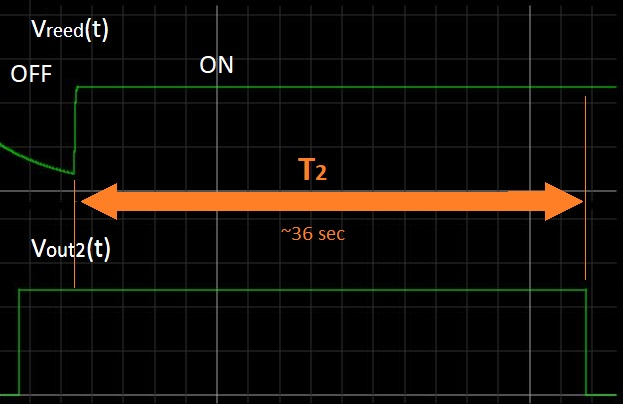 Vreed(t)
OFF
ON
T2
~36 sec
Vout2(t)